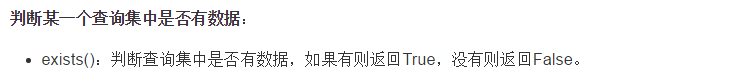 判断某一个查询集中是否有数据：
• exists()：判断查询集中是否有数据，如果有则返回True，没有则返回False。